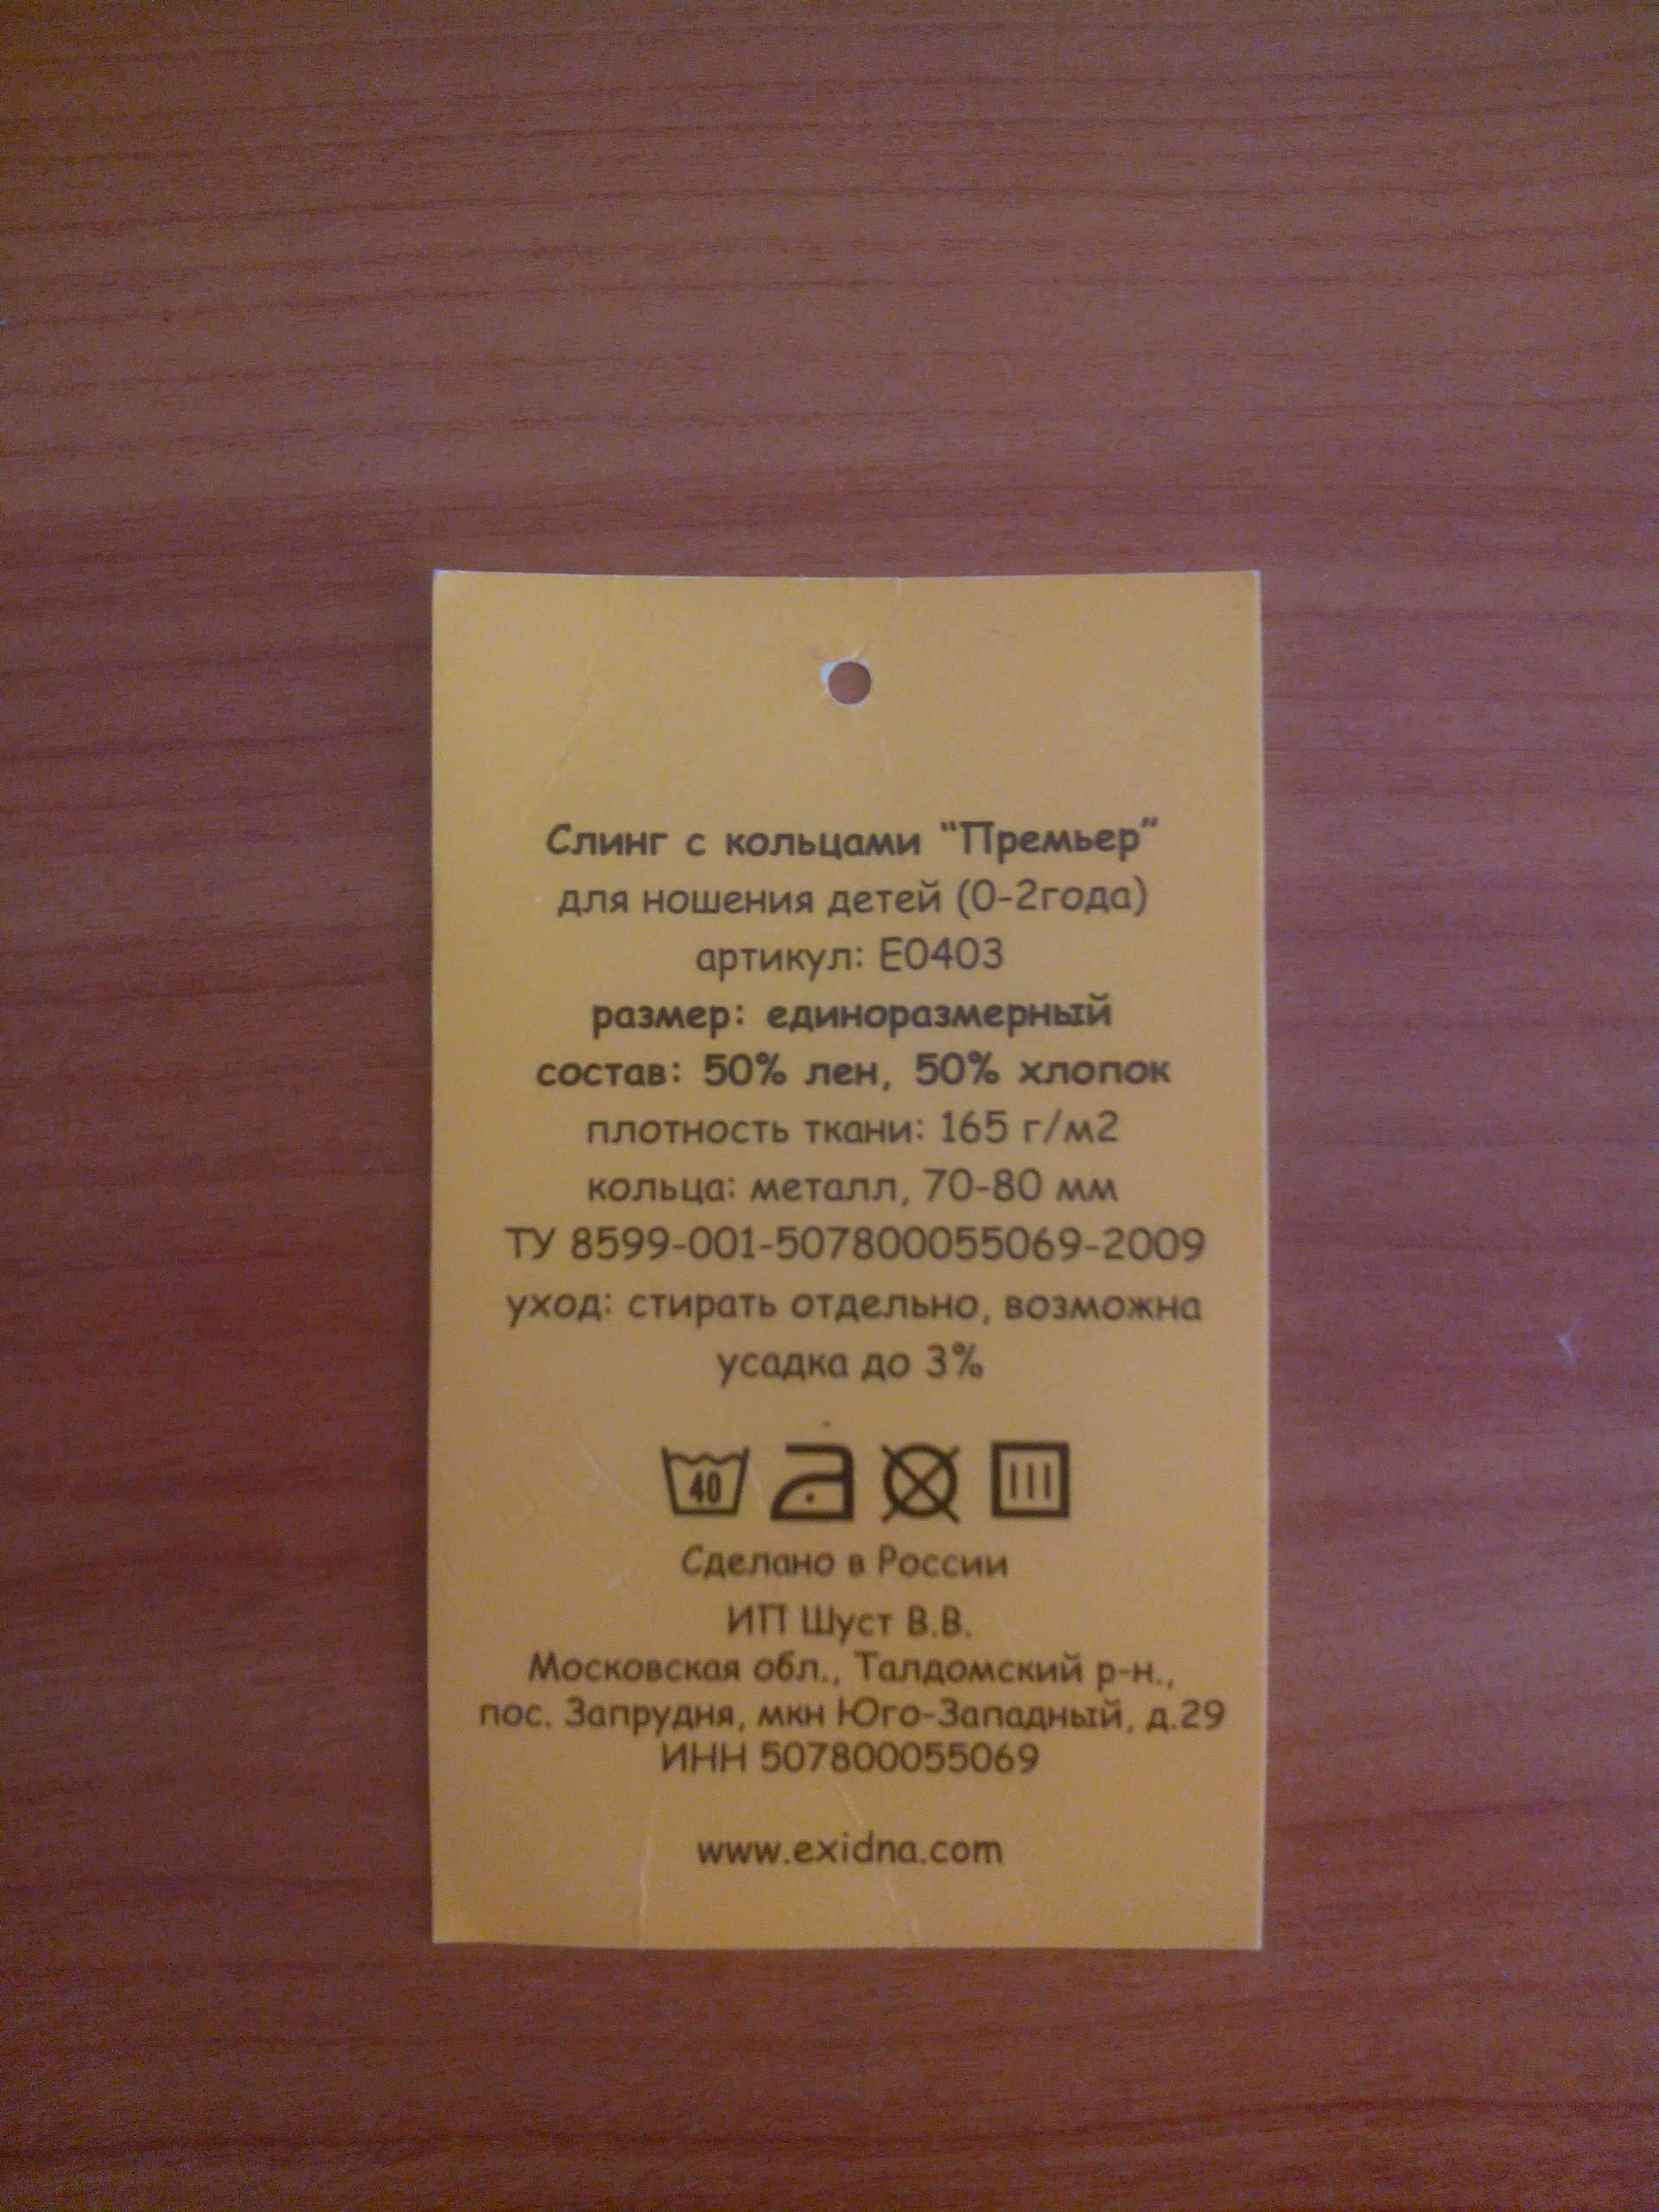 Слинг с кольцами "Премьер"
для ношения детей (0-2года)
артикул: Е0403
размер: единоразмерный
состав: 50% лен, 50% хлопок
плотность ткани: 165 г/м2
кольца: металл, 70-80 мм
ТУ 8599-001-507800055069-2009
уход: стирать отдельно, возможна
усадка до 3%
40
Сделано в России
ИП Шуст В.В.
Московская обл., Талдомский р-н.,
пос. Запрудня, мкн Юго-Западный, д.29
ИНН 507800055069
www.exidna.com